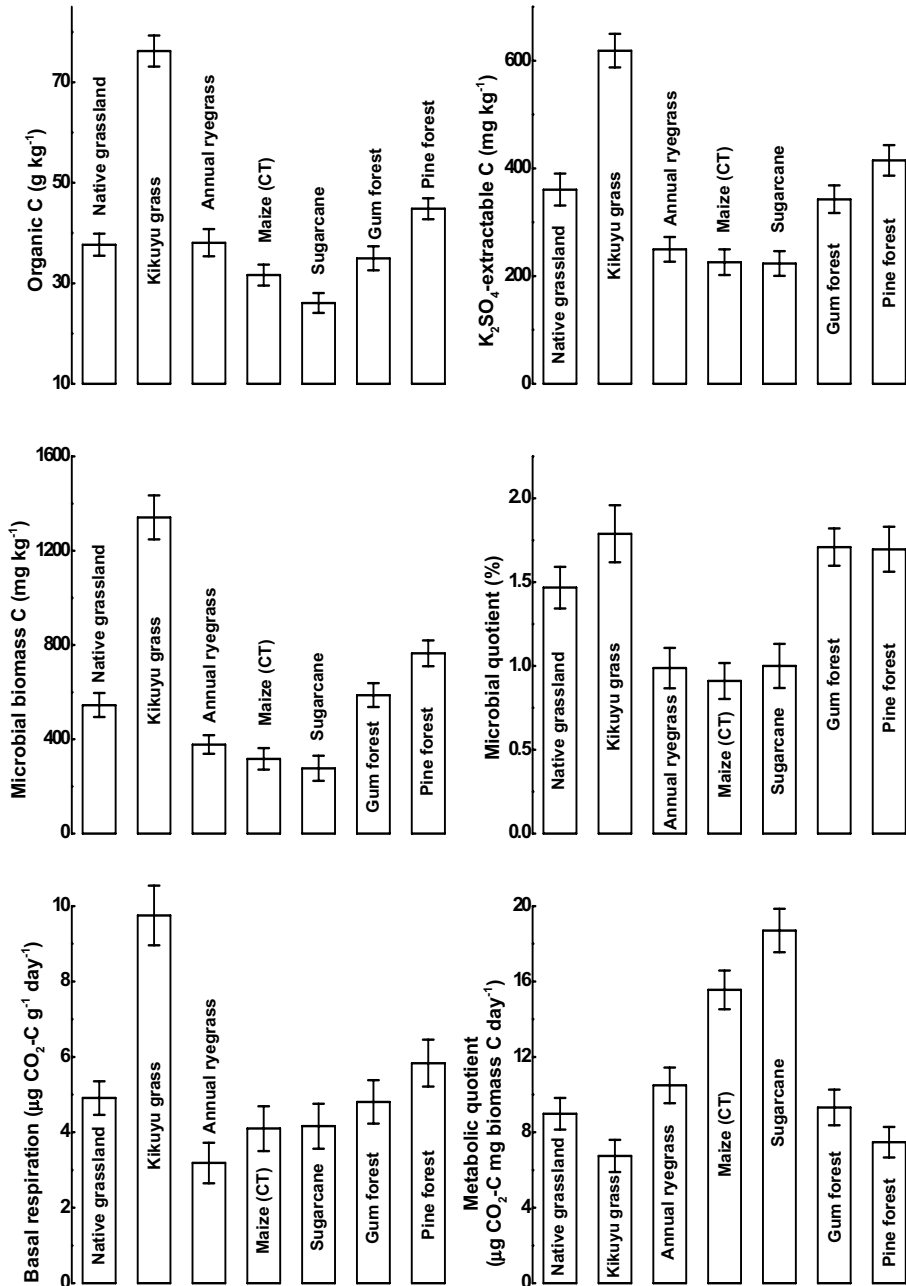 Organic C (g kg⁻¹)
70
50
30
10
Native grassland
Kikuyu grass
Annual ryegrass
Maize (CT)
Sugarcane
Gum forest
Pine forest
K₂SO₄-extractable C (mg kg⁻¹)
600
400
200
0
Native grassland
Kikuyu grass
Annual ryegrass
Maize (CT)
Sugarcane
Gum forest
Pine forest
Microbial biomass C (mg kg⁻¹)
1600
1200
800
400
0
Native grassland
Kikuyu grass
Annual ryegrass
Maize (CT)
Sugarcane
Gum forest
Pine forest
Microbial quotient (%)
2.0
1.5
1.0
0.5
0.0
Native grassland
Kikuyu grass
Annual ryegrass
Maize (CT)
Sugarcane
Gum forest
Pine forest
Basal respiration (µg CO₂-C g⁻¹ day⁻¹)
10
8
6
4
2
0
Native grassland
Kikuyu grass
Annual ryegrass
Maize (CT)
Sugarcane
Gum forest
Pine forest
Metabolic quotient
(µg CO₂-C mg biomass C day⁻¹)
20
16
12
8
4
0
Native grassland
Kikuyu grass
Annual ryegrass
Maize (CT)
Sugarcane
Gum forest
Pine forest